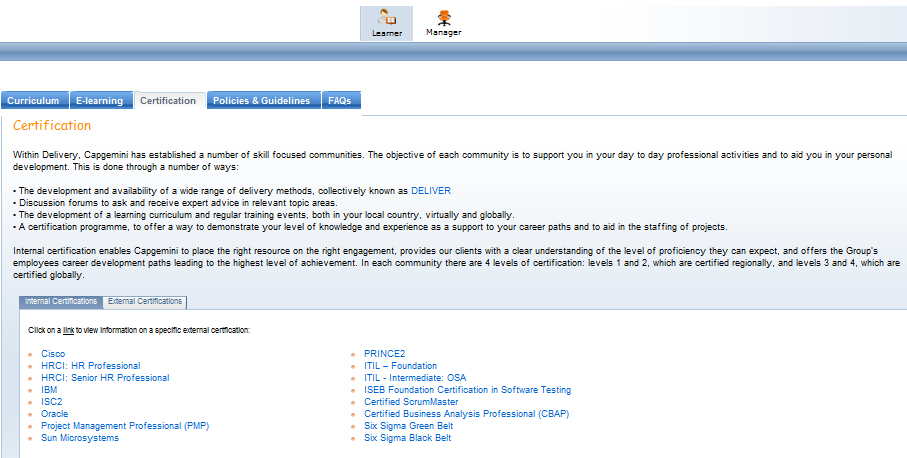 Learner
Manager
Curriculum
E-learning
Certification
Policies & Guidelines
FAQs
Certification
Within Delivery, Capgemini has established a number of skill focused communities. The objective of each community is to support you in your day to day professional activities and to aid you in your personal
development. This is done through a number of ways:
• The development and availability of a wide range of delivery methods, collectively known as DELIVER
• Discussion forums to ask and receive expert advice in relevant topic areas.
• The development of a learning curriculum and regular training events, both in your local country, virtually and globally.
• A certification programme, to offer a way to demonstrate your level of knowledge and experience as a support to your career paths and to aid in the staffing of projects.
Internal certification enables Capgemini to place the right resource on the right engagement, provides our clients with a clear understanding of the level of proficiency they can expect, and offers the Group's
employees career development paths leading to the highest level of achievement. In each community there are 4 levels of certification: levels 1 and 2, which are certified regionally, and levels 3 and 4, which are
certified globally.
Internal Certifications
External Certifications
Click on a link to view information on a specific external certification:
Cisco
HRCI: HR Professional
HRCI: Senior HR Professional
IBM
ISC2
Oracle
Project Management Professional (PMP)
Sun Microsystems
PRINCE2
ITIL – Foundation
ITIL - Intermediate: OSA
ISEB Foundation Certification in Software Testing
Certified ScrumMaster
Certified Business Analysis Professional (CBAP)
Six Sigma Green Belt
Six Sigma Black Belt